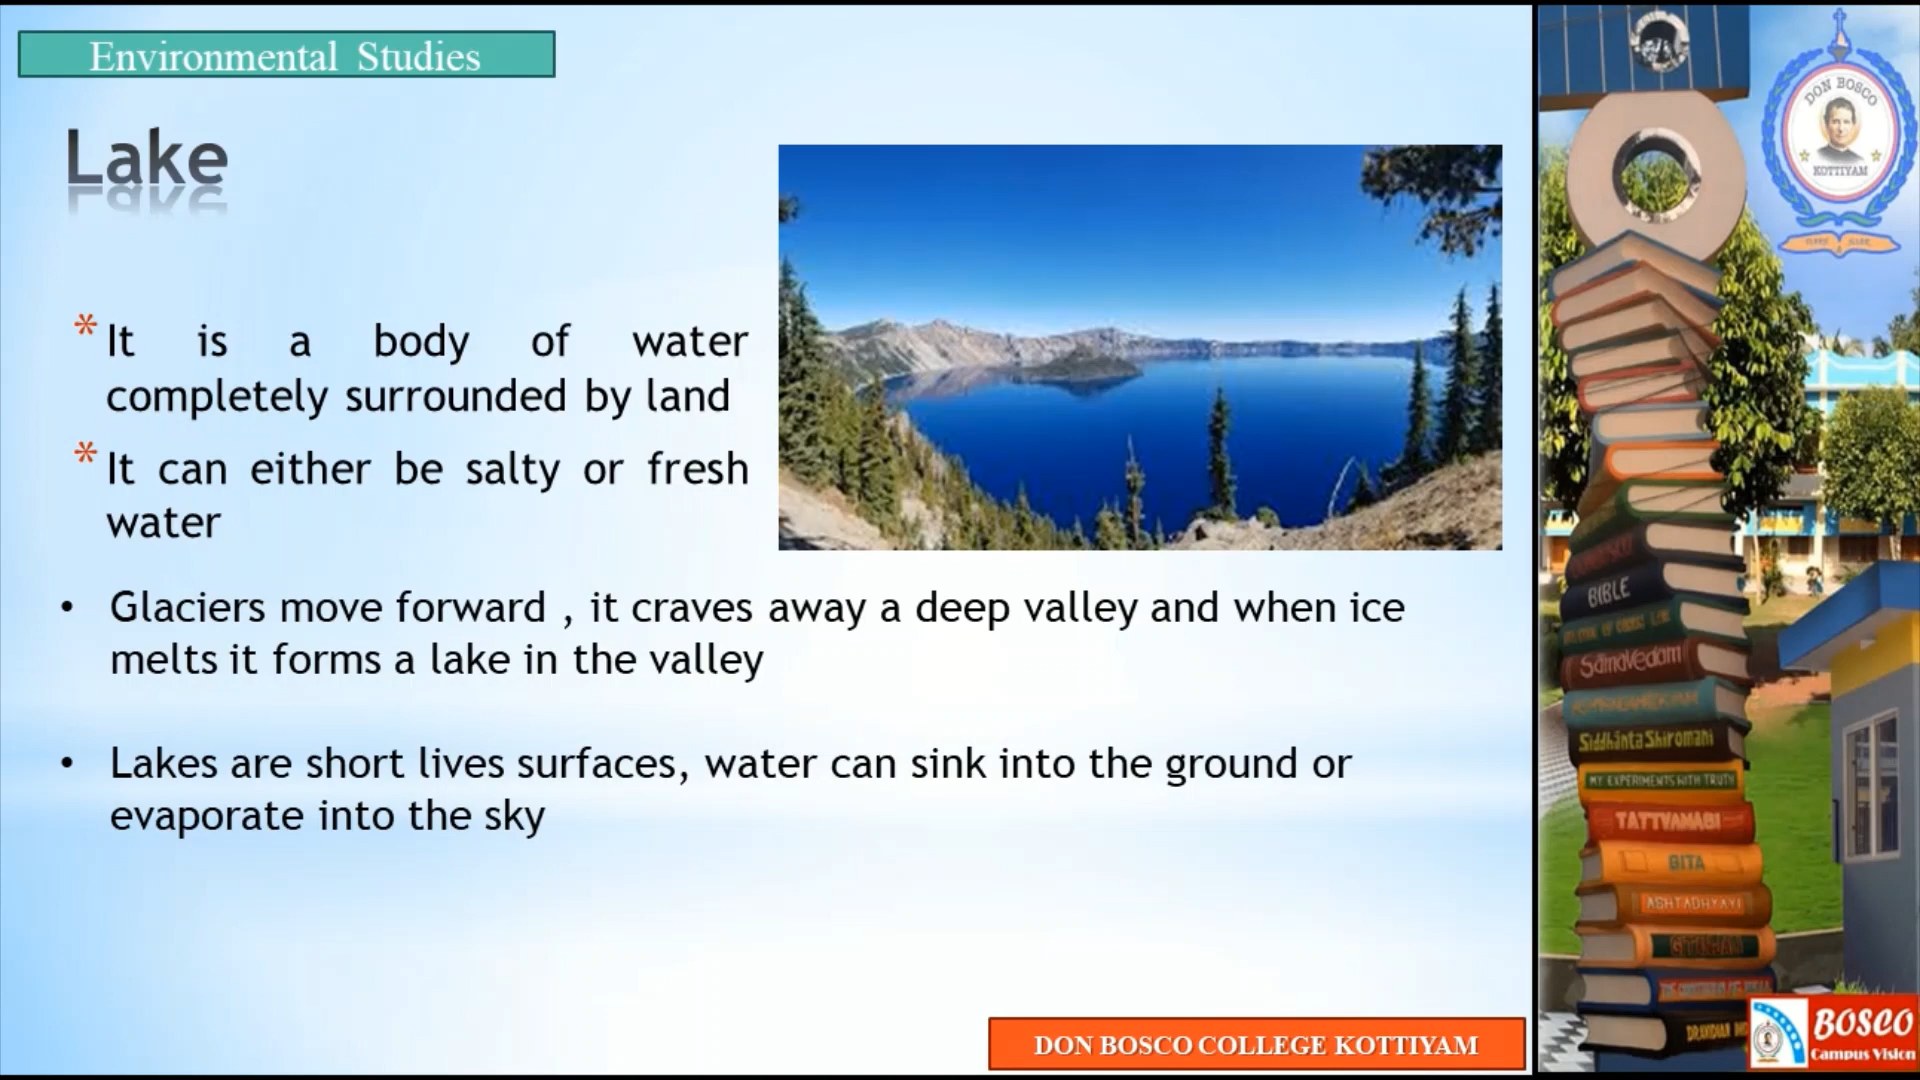 Environmental Studies
Lake
* It is a body of water
completely surrounded by land
* It can either be salty or fresh
water
• Glaciers move forward , it craves away a deep valley and when ice
melts it forms a lake in the valley
• Lakes are short lives surfaces, water can sink into the ground or
evaporate into the sky
DON BOSCO COLLEGE KOTTIYAM
DON BOSCO
KOTTIYAM
BIBLE
SamaVedam
Siddhanta Shiromani
MY EXPERIMENTS WITH TRUTH
TATTVAMASI
GITA
ASHTADHYAYI
BOSCO
Campus Vision